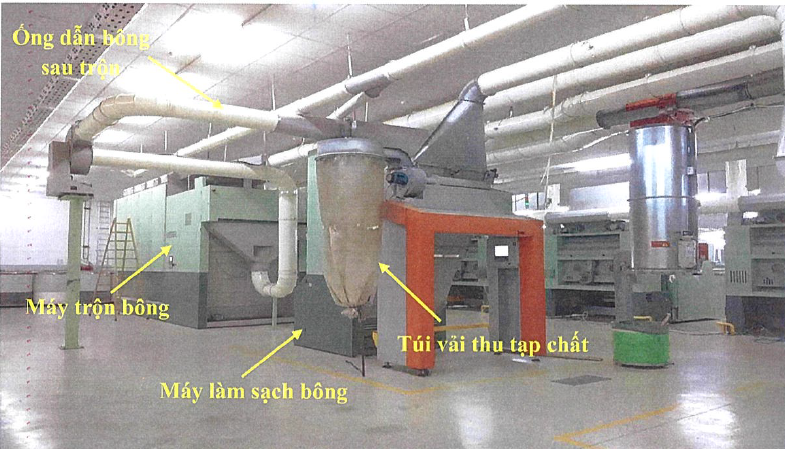 Ống dẫn bông
sau trộn
Máy trộn bông
Túi vải thu tạp chất
Máy làm sạch bông